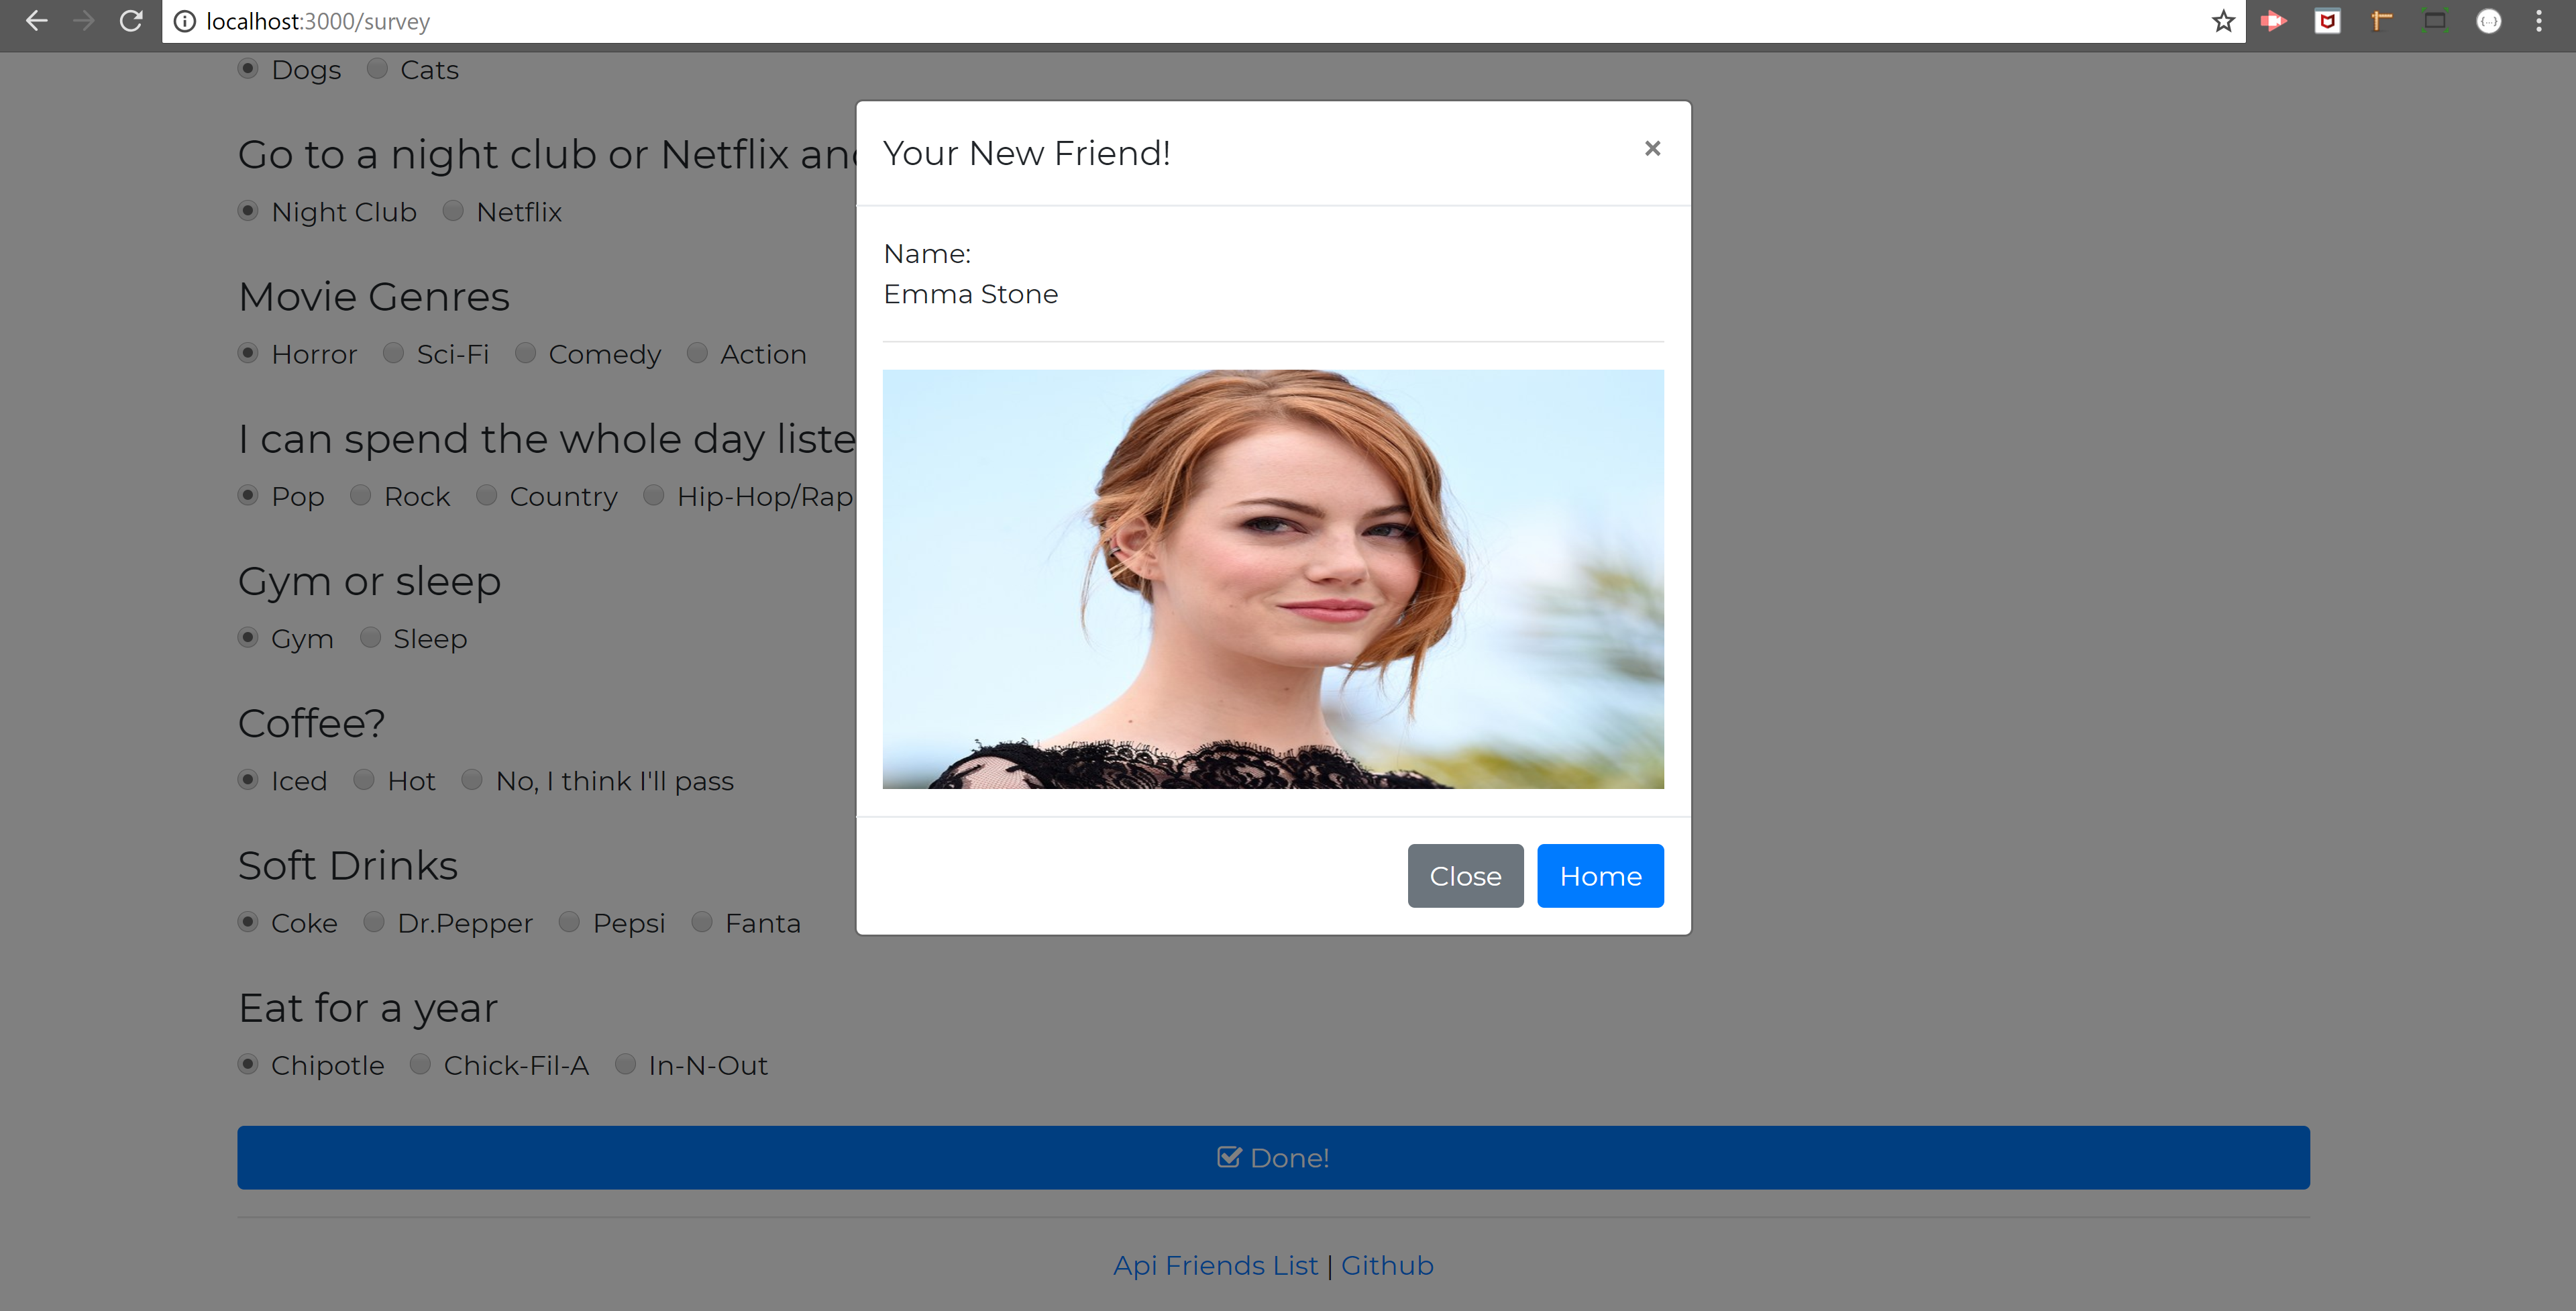 localhost:3000/survey
Dogs Cats
Go to a night club or Netflix an
Night Club Netflix
Movie Genres
Horror Sci-Fi Comedy Action
I can spend the whole day liste
Pop Rock Country Hip-Hop/Rap
Gym or sleep
Gym Sleep
Coffee?
Iced Hot No, I think I'll pass
Soft Drinks
Coke Dr.Pepper Pepsi Fanta
Eat for a year
Chipotle Chick-Fil-A In-N-Out
Done!
Api Friends List | Github
Your New Friend!
×
Name:
Emma Stone
Close Home